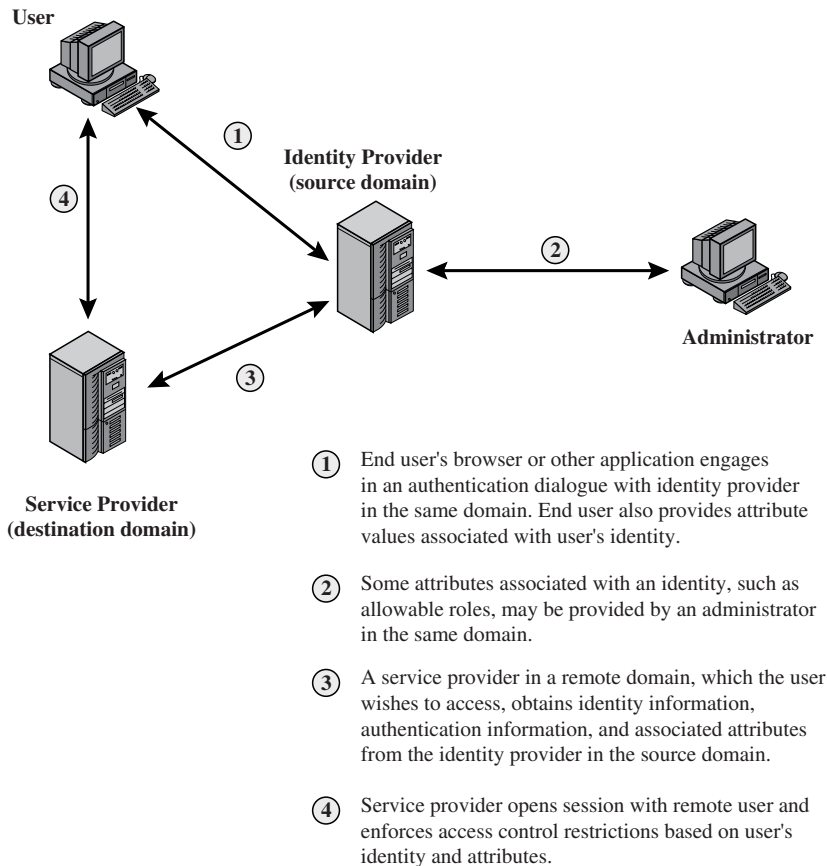 User
1
Identity Provider
(source domain)
4
2
Administrator
3
Service Provider
(destination domain)
1 End user's browser or other application engages
in an authentication dialogue with identity provider
in the same domain. End user also provides attribute
values associated with user's identity.
2 Some attributes associated with an identity, such as
allowable roles, may be provided by an administrator
in the same domain.
3 A service provider in a remote domain, which the user
wishes to access, obtains identity information,
authentication information, and associated attributes
from the identity provider in the source domain.
4 Service provider opens session with remote user and
enforces access control restrictions based on user's
identity and attributes.